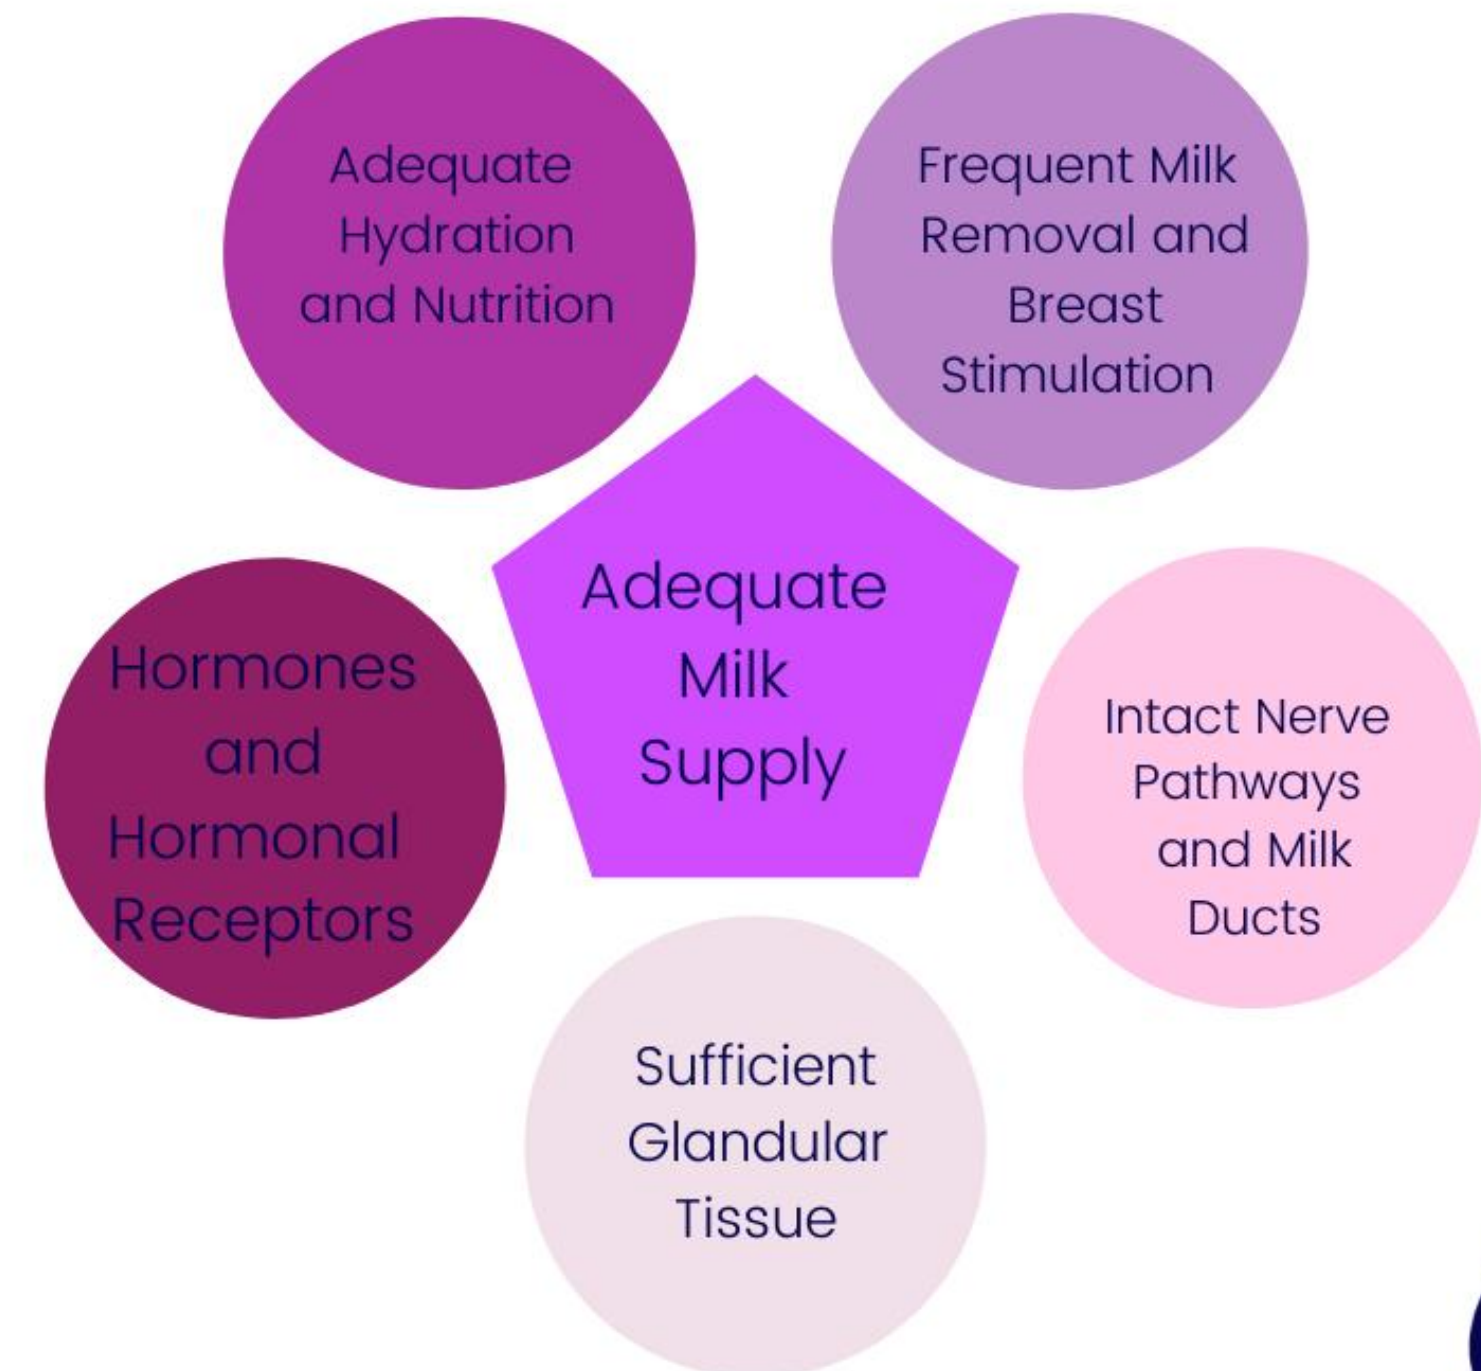 Adequate
Hydration
and Nutrition
Frequent Milk
Removal and
Breast
Stimulation
Adequate
Milk
Supply
Hormones
and
Hormonal
Receptors
Intact Nerve
Pathways
and Milk
Ducts
Sufficient
Glandular
Tissue